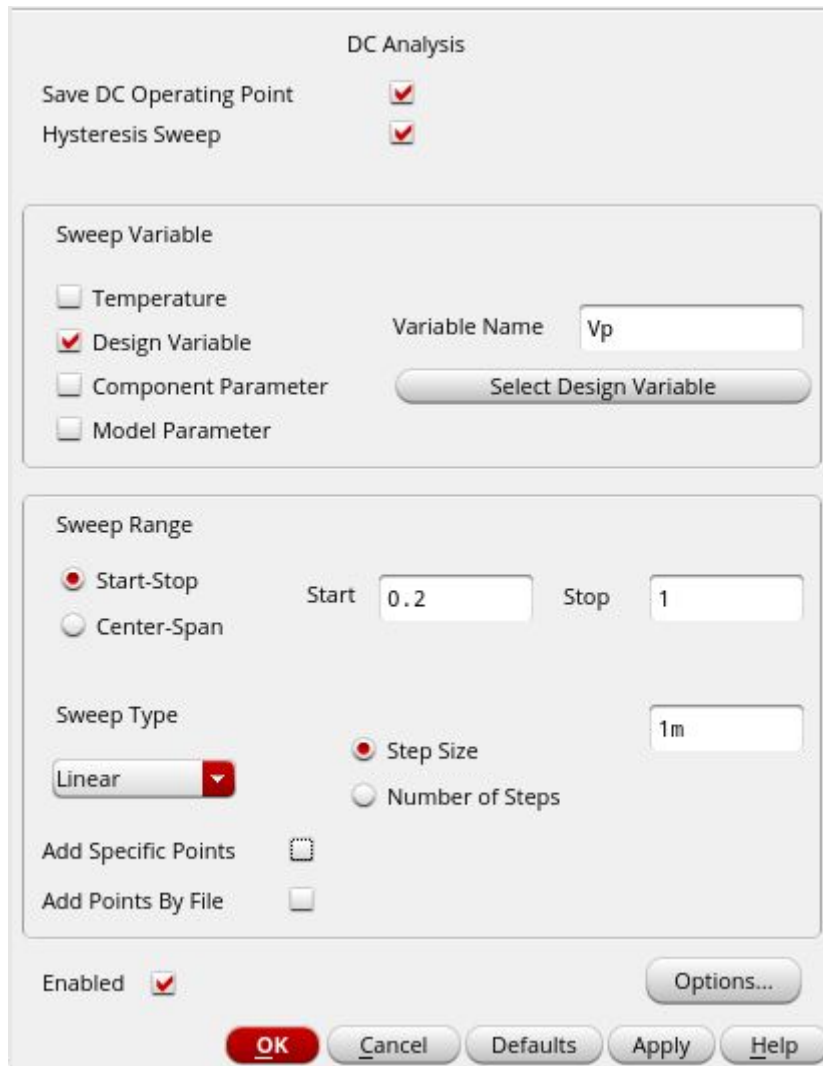 DC Analysis
Save DC Operating Point
Hysteresis Sweep
Sweep Variable
Temperature
Design Variable
Component Parameter
Model Parameter
Variable Name Vp
Select Design Variable
Sweep Range
Start-Stop
Center-Span
Start 0.2 Stop 1
Sweep Type
Linear
Step Size
Number of Steps
1m
Add Specific Points
Add Points By File
Enabled
Options...
OK Cancel Defaults Apply Help